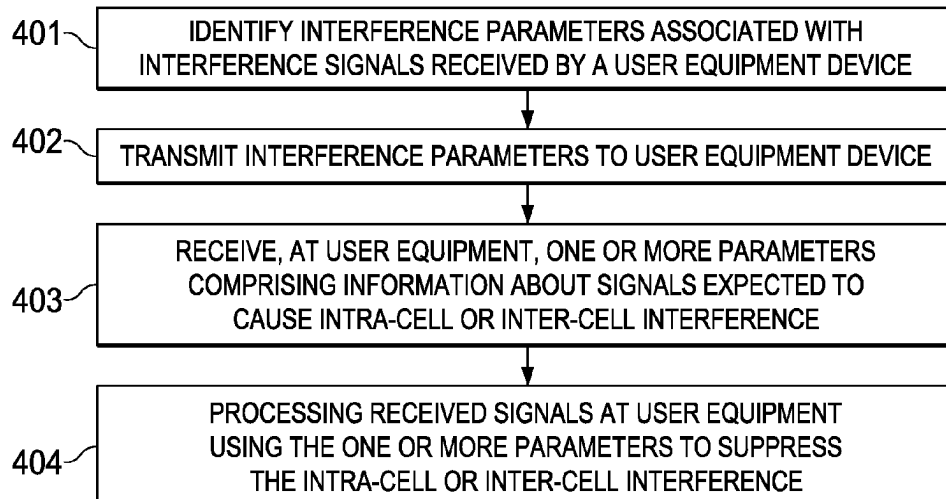 401
IDENTIFY INTERFERENCE PARAMETERS ASSOCIATED WITH
INTERFERENCE SIGNALS RECEIVED BY A USER EQUIPMENT DEVICE
402
TRANSMIT INTERFERENCE PARAMETERS TO USER EQUIPMENT DEVICE
403
RECEIVE, AT USER EQUIPMENT, ONE OR MORE PARAMETERS
COMPRISING INFORMATION ABOUT SIGNALS EXPECTED TO
CAUSE INTRA-CELL OR INTER-CELL INTERFERENCE
404
PROCESSING RECEIVED SIGNALS AT USER EQUIPMENT
USING THE ONE OR MORE PARAMETERS TO SUPPRESS
THE INTRA-CELL OR INTER-CELL INTERFERENCE